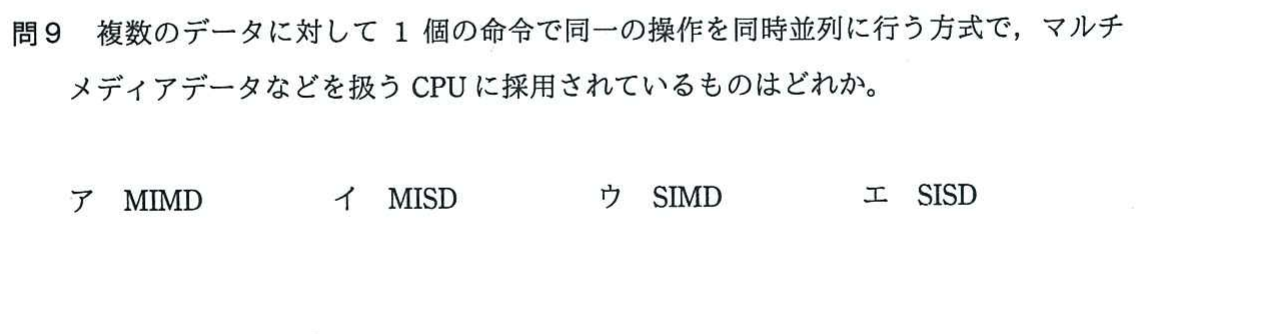 問9 複数のデータに対して 1 個の命令で同一の操作を同時並列に行う方式で，マルチ
メディアデータなどを扱う CPU に採用されているものはどれか。
ア MIMD イ MISD ウ SIMD エ SISD